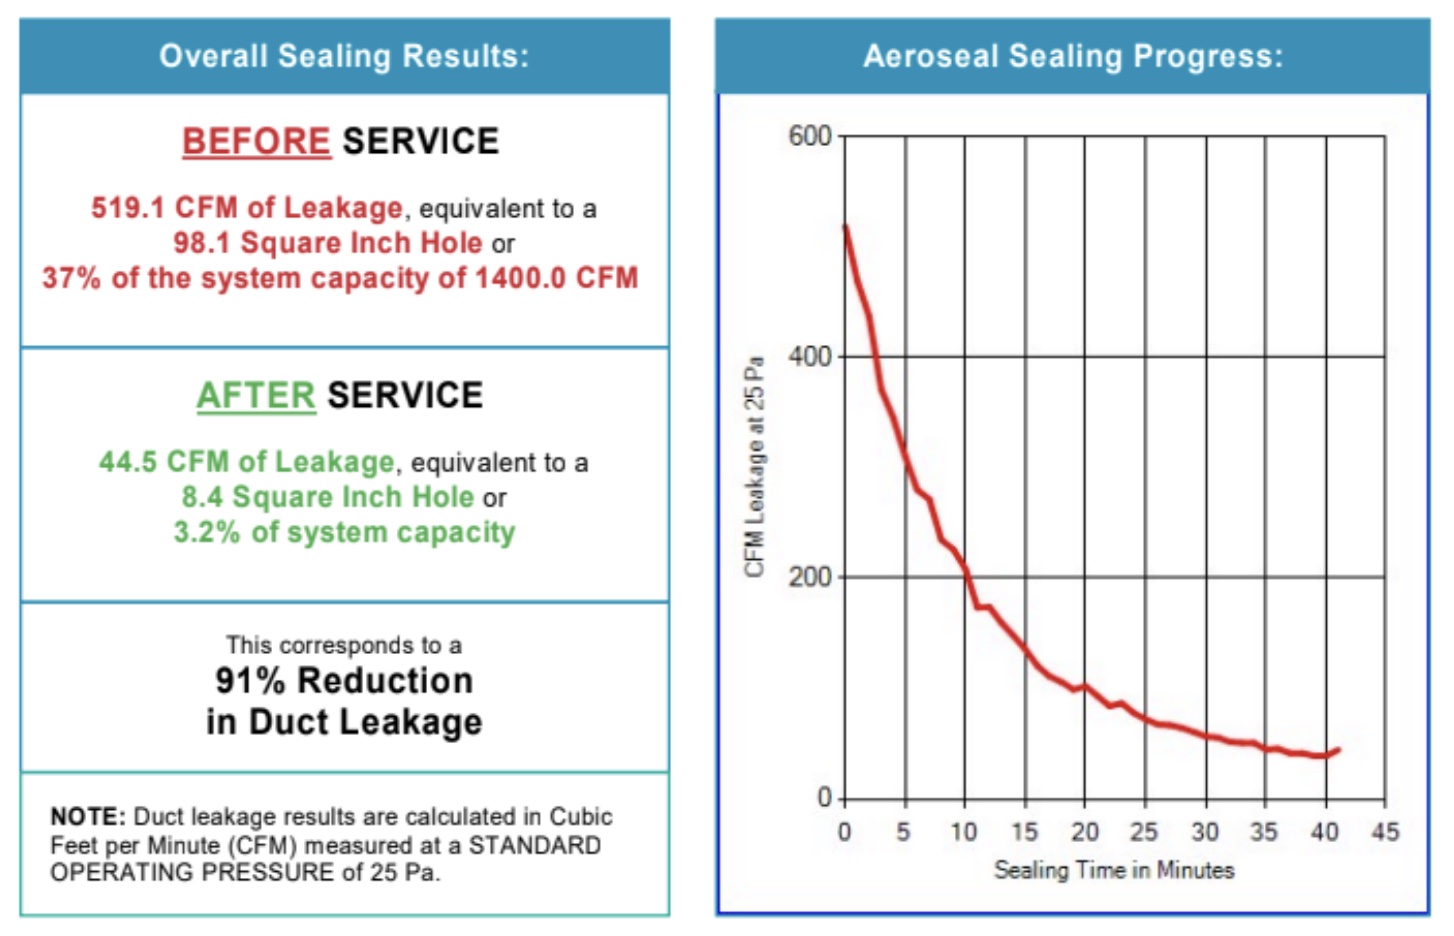 Overall Sealing Results:
BEFORE SERVICE
519.1 CFM of Leakage, equivalent to a
98.1 Square Inch Hole or
37% of the system capacity of 1400.0 CFM
AFTER SERVICE
44.5 CFM of Leakage, equivalent to a
8.4 Square Inch Hole or
3.2% of system capacity
This corresponds to a
91% Reduction
in Duct Leakage
NOTE: Duct leakage results are calculated in Cubic
Feet per Minute (CFM) measured at a STANDARD
OPERATING PRESSURE of 25 Pa.
Aeroseal Sealing Progress:
CFM Leakage at 25 Pa
600
400
200
0
0 5 10 15 20 25 30 35 40 45
Sealing Time in Minutes